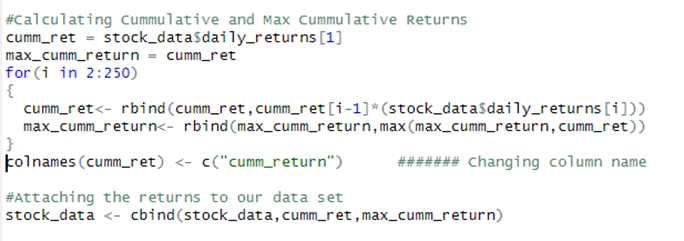 #Calculating Cummulative and Max Cummulative Returns
cumm_ret = stock_data$daily_returns[1]
max_cumm_return = cumm_ret
for(i in 2:250)
{
  cumm_ret<- rbind(cumm_ret,cumm_ret[i-1]*(stock_data$daily_returns[i]))
  max_cumm_return<- rbind(max_cumm_return,max(max_cumm_return,cumm_ret))
}
colnames(cumm_ret) <- c("cumm_return")       ####### Changing column name

#Attaching the returns to our data set
stock_data <- cbind(stock_data,cumm_ret,max_cumm_return)